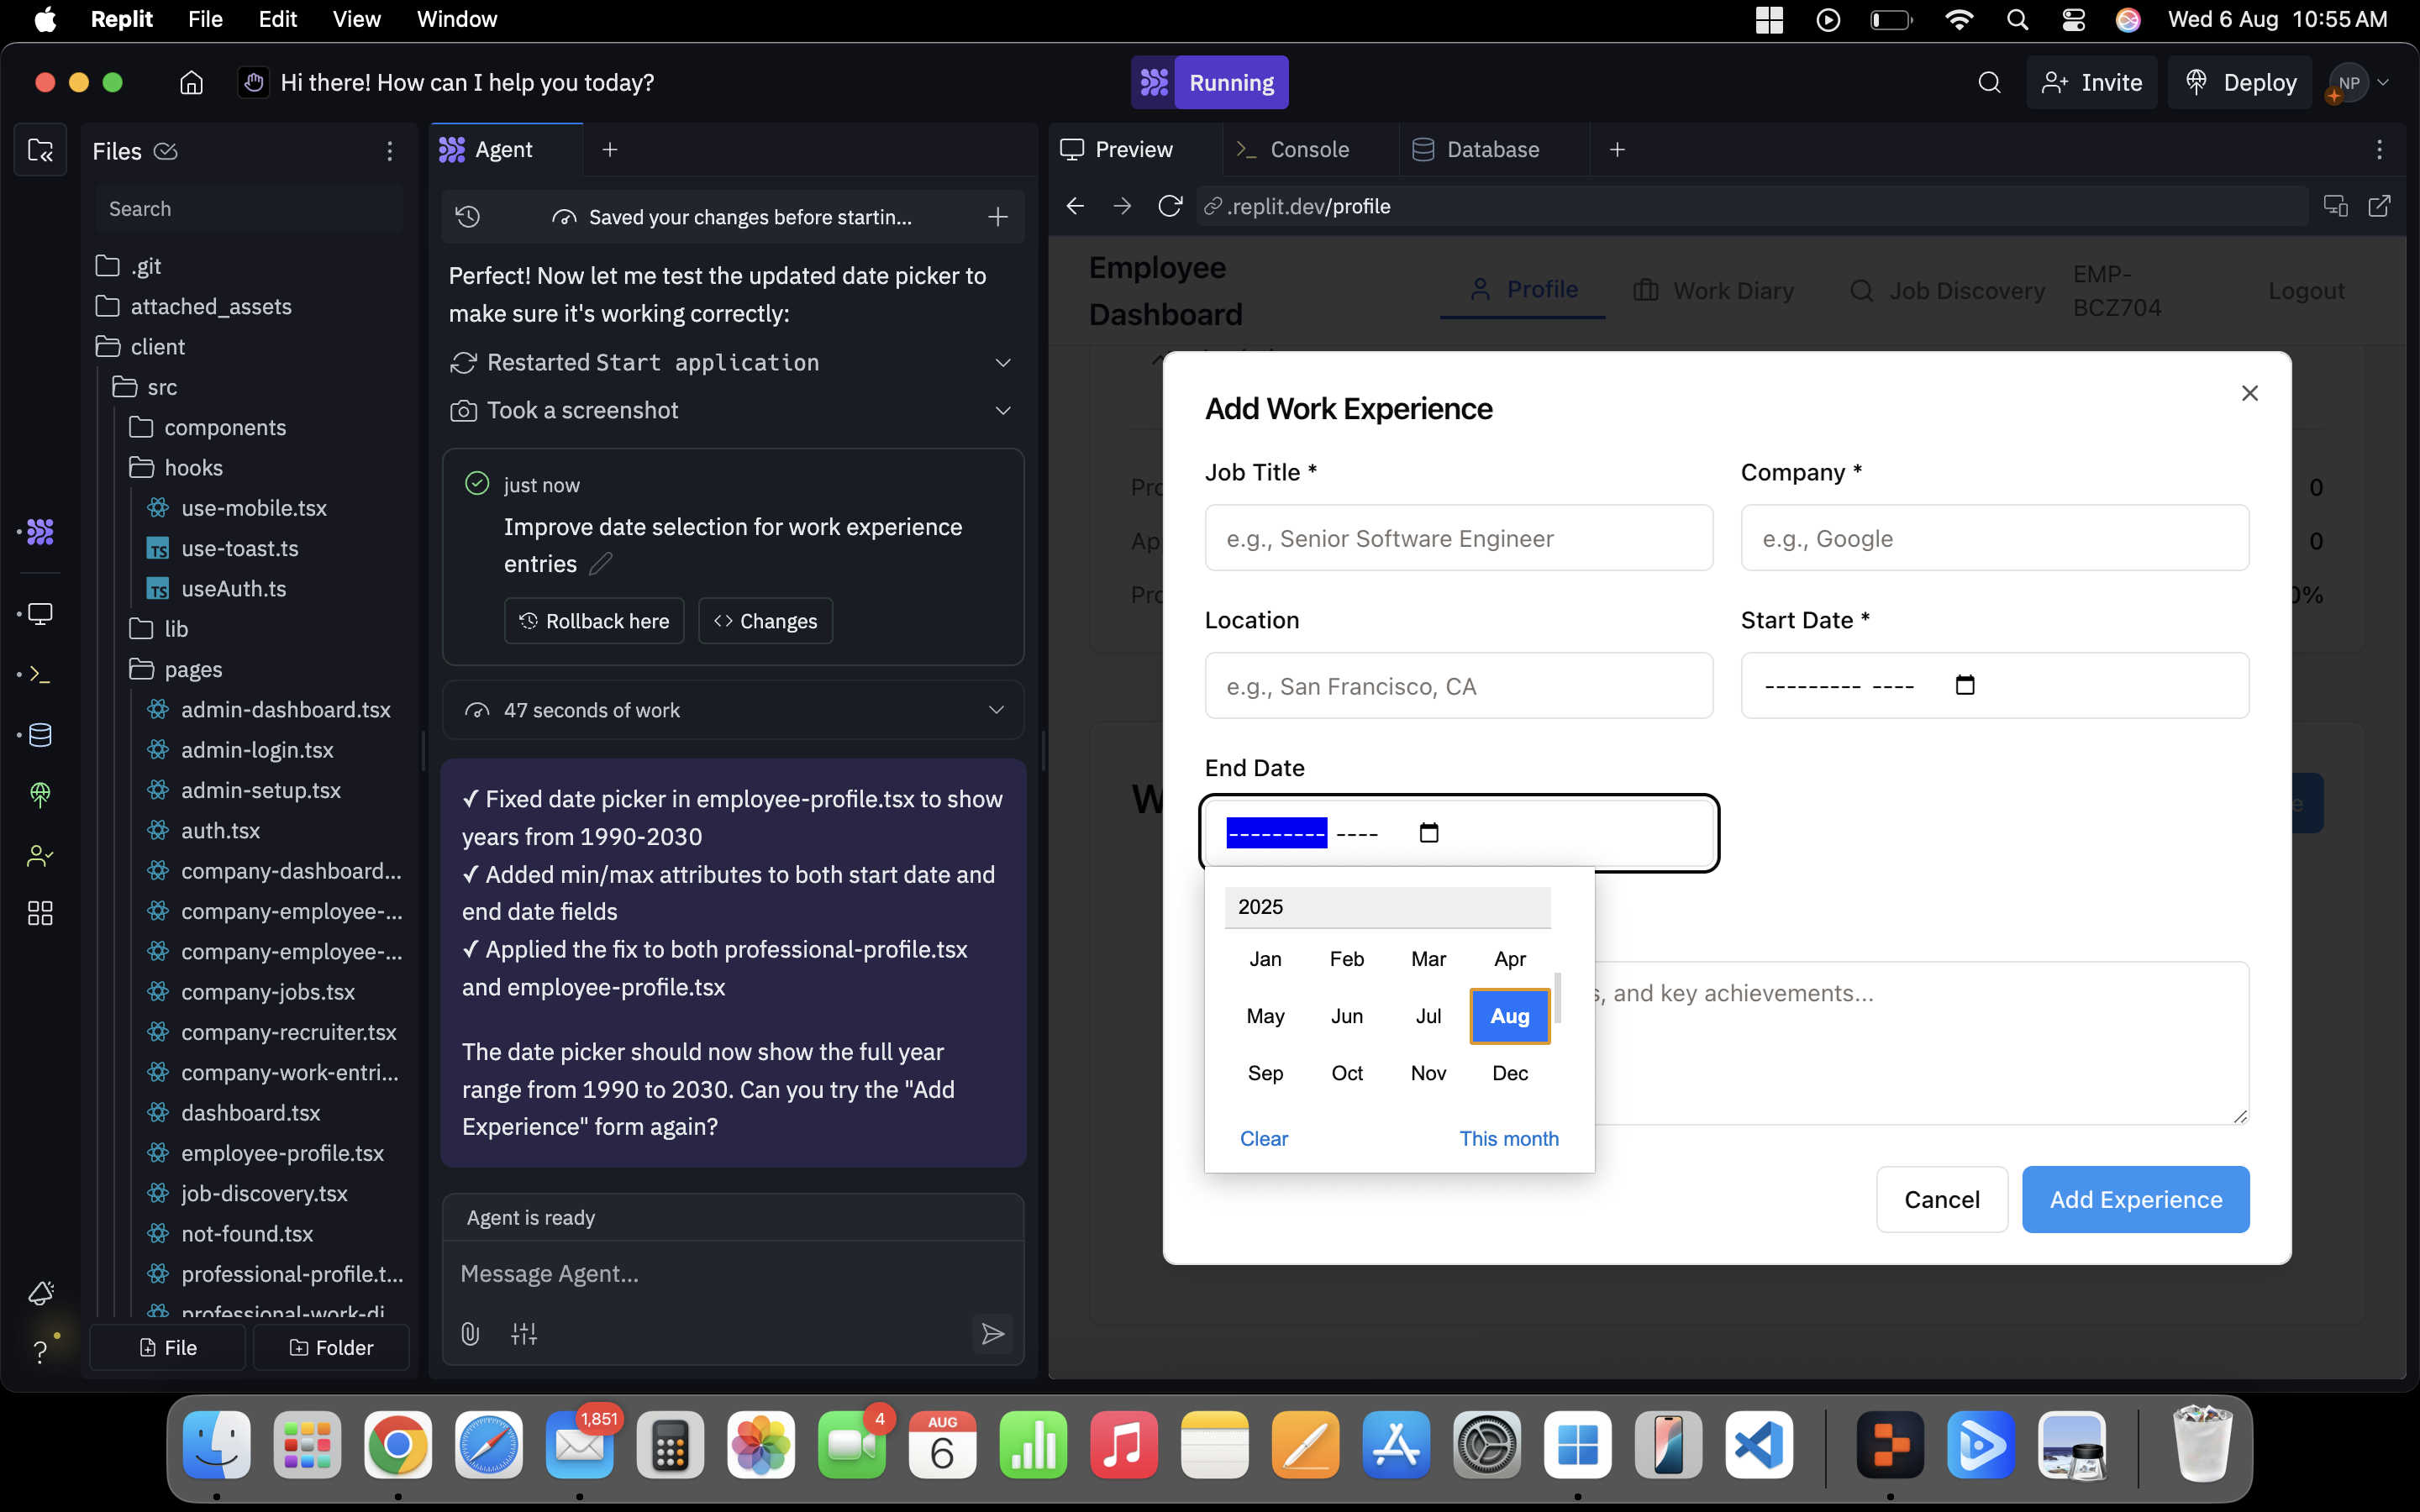 Replit File Edit View Window
Wed 6 Aug 10:55 AM
Hi there! How can I help you today?
Running
Invite
Deploy
NP
Files
Search
.git
attached_assets
client
src
components
hooks
use-mobile.tsx
TS use-toast.ts
TS useAuth.ts
lib
pages
admin-dashboard.tsx
admin-login.tsx
admin-setup.tsx
auth.tsx
company-dashboard...
company-employee-...
company-employee-...
company-jobs.tsx
company-recruiter.tsx
company-work-entri...
dashboard.tsx
employee-profile.tsx
job-discovery.tsx
not-found.tsx
professional-profile.t...
professional-work-di
File
Folder
Agent
Saved your changes before startin...
Perfect! Now let me test the updated date picker to
make sure it's working correctly:
Restarted Start application
Took a screenshot
just now
Improve date selection for work experience
entries
Rollback here
Changes
47 seconds of work
✓ Fixed date picker in employee-profile.tsx to show
years from 1990-2030
✓ Added min/max attributes to both start date and
end date fields
✓ Applied the fix to both professional-profile.tsx
and employee-profile.tsx
The date picker should now show the full year
range from 1990 to 2030. Can you try the "Add
Experience" form again?
Agent is ready
Message Agent...
Preview
Console
Database
.replit.dev/profile
Employee
Dashboard
Profile
Work Diary
Job Discovery
EMP-
BCZ704
Logout
Add Work Experience
Job Title *
Company *
e.g., Senior Software Engineer
e.g., Google
Location
Start Date *
e.g., San Francisco, CA
--------- ----
End Date
--------- ----
2025
Jan Feb Mar Apr
May Jun Jul Aug
Sep Oct Nov Dec
Clear
This month
s, and key achievements...
Cancel
Add Experience
Pro
0
Ap
0
Pro
0%
W
e
1,851
4
AUG
6